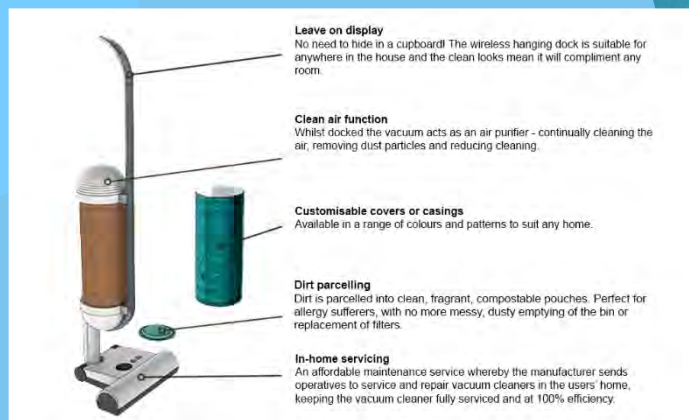 Leave on display
No need to hide in a cupboard! The wireless hanging dock is suitable for
anywhere in the house and the clean looks mean it will compliment any
room.
Clean air function
Whilst docked the vacuum acts as an air purifier - continually cleaning the
air, removing dust particles and reducing cleaning.
Customisable covers or casings
Available in a range of colours and patterns to suit any home.
Dirt parcelling
Dirt is parcelled into clean, fragrant, compostable pouches. Perfect for
allergy sufferers, with no more messy, dusty emptying of the bin or
replacement of filters.
In-home servicing
An affordable maintenance service whereby the manufacturer sends
operatives to service and repair vacuum cleaners in the users' home,
keeping the vacuum cleaner fully serviced and at 100% efficiency.